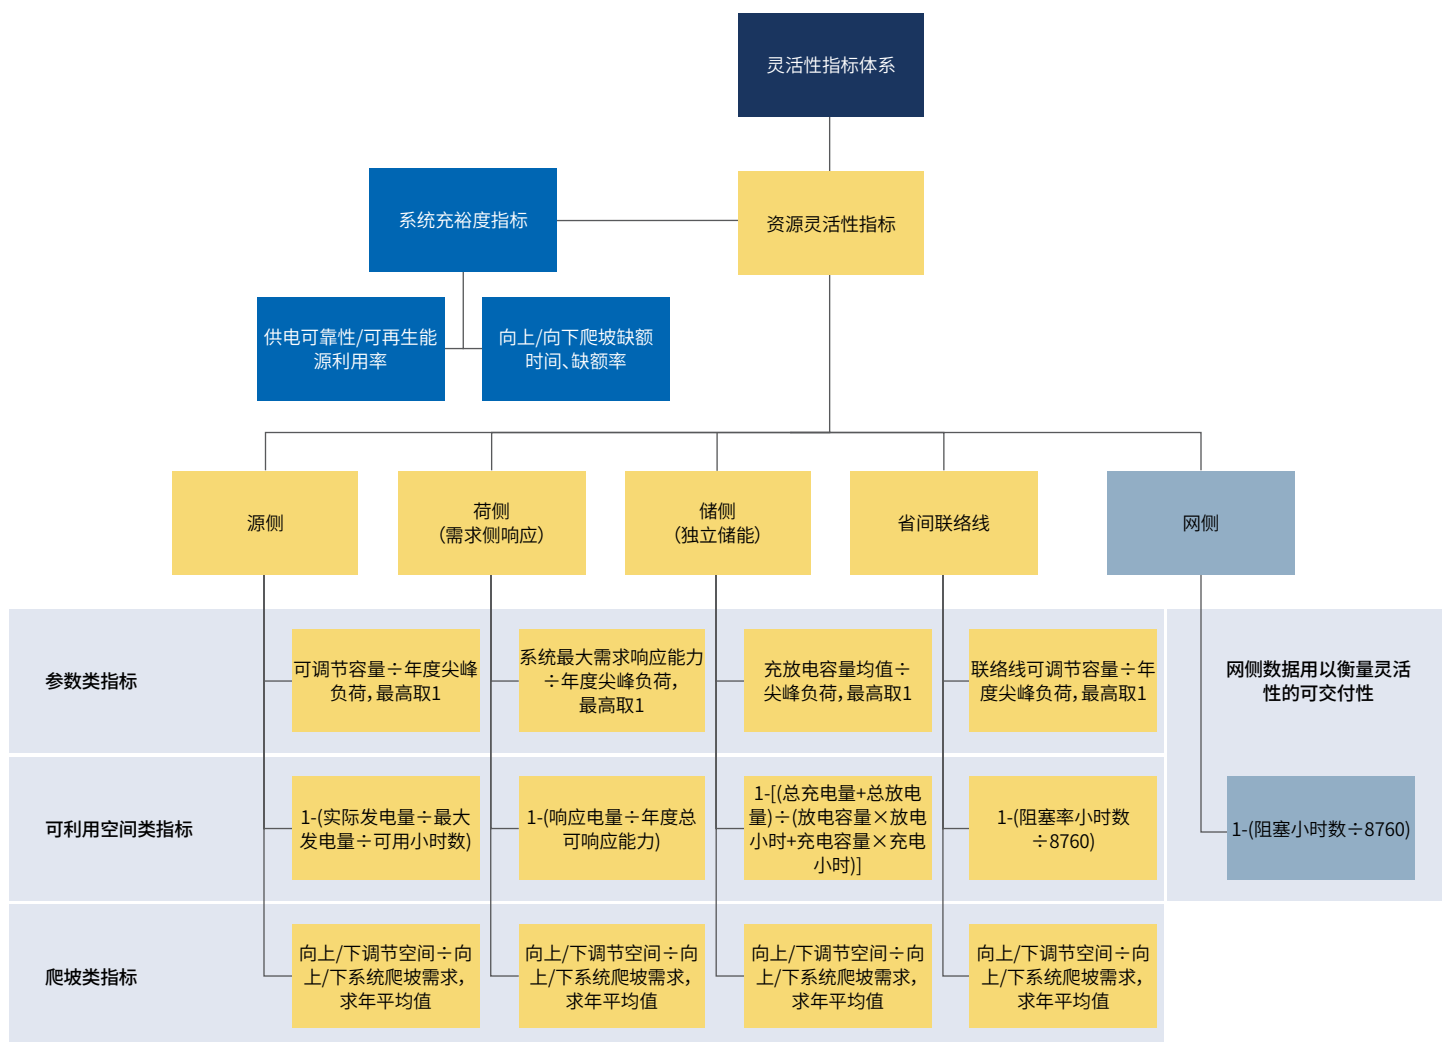 灵活性指标体系
系统充裕度指标
资源灵活性指标
供电可靠性/可再生能
源利用率
向上/向下爬坡缺额
时间、缺额率
源侧
荷侧
（需求侧响应）
储侧
（独立储能）
省间联络线
网侧
参数类指标
可调节容量÷年度尖峰
负荷，最高取1
系统最大需求响应能力
÷年度尖峰负荷，
最高取1
充放电容量均值÷
尖峰负荷，最高取1
联络线可调节容量÷年
度尖峰负荷，最高取1
网侧数据用以衡量灵活
性的可交付性
可利用空间类指标
1-(实际发电量÷最大
发电量÷可用小时数)
1-(响应电量÷年度总
可响应能力)
1-[(总充电量+总放电
量)÷(放电容量×放电
小时+充电容量×充电
小时)]
1-(阻塞率小时数
÷8760)
1-(阻塞小时数÷8760)
爬坡类指标
向上/下调节空间÷向
上/下系统爬坡需求，
求年平均值
向上/下调节空间÷向
上/下系统爬坡需求，
求年平均值
向上/下调节空间÷向
上/下系统爬坡需求，
求年平均值
向上/下调节空间÷向
上/下系统爬坡需求，
求年平均值